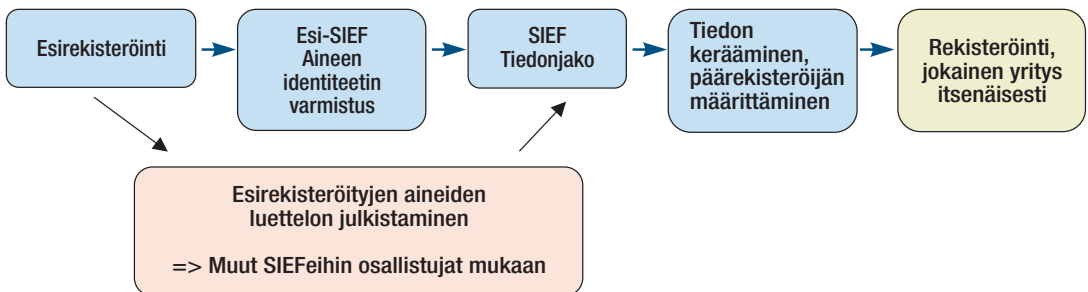 Esirekisteröinti
Esi-SIEF
Aineen
identiteetin
varmistus
SIEF
Tiedonjako
Tiedon
kerääminen,
päärekisteröijän
määrittäminen
Rekisteröinti,
jokainen yritys
itsenäisesti
Esirekisteröityjen aineiden
luettelon julkistaminen
=> Muut SIEFeihin osallistujat mukaan